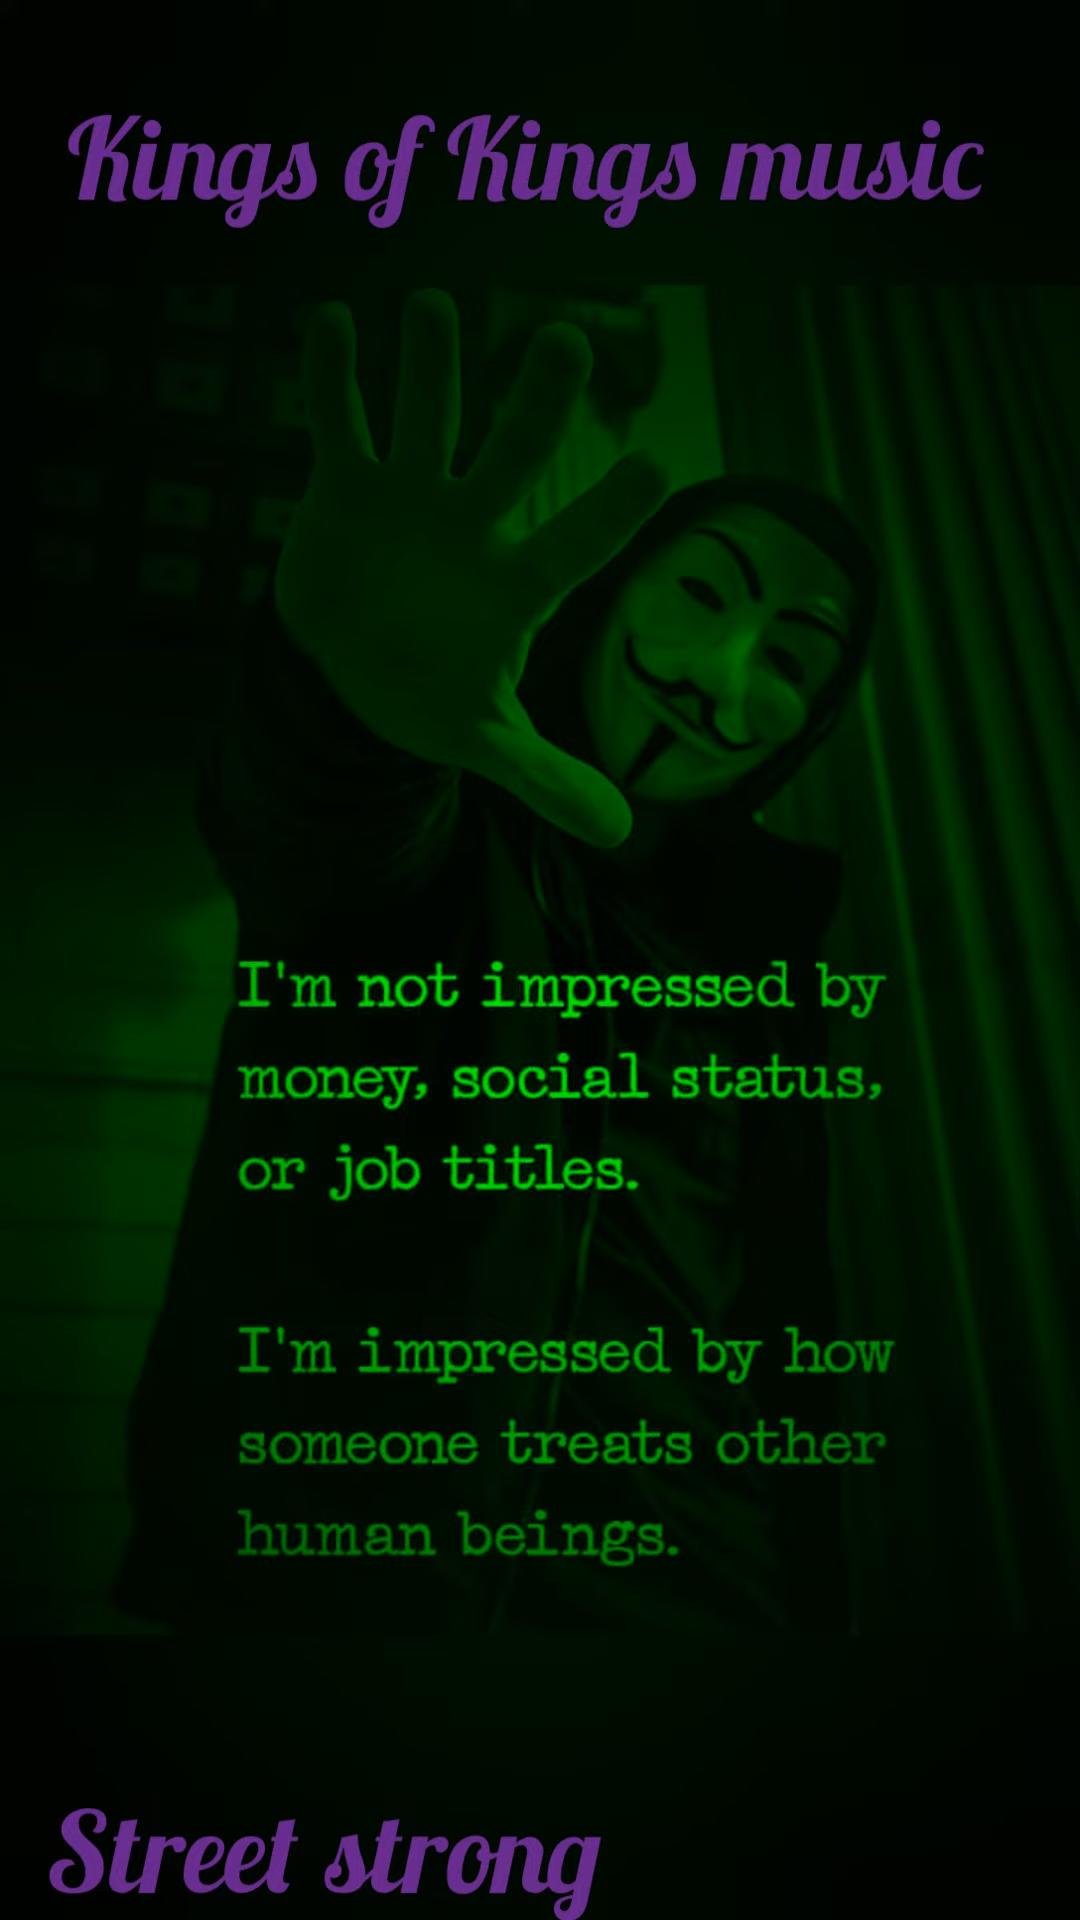 Kings of Kings music
I'm not impressed by
money, social status,
or job titles.
I'm impressed by how
someone treats other
human beings.
Street strong